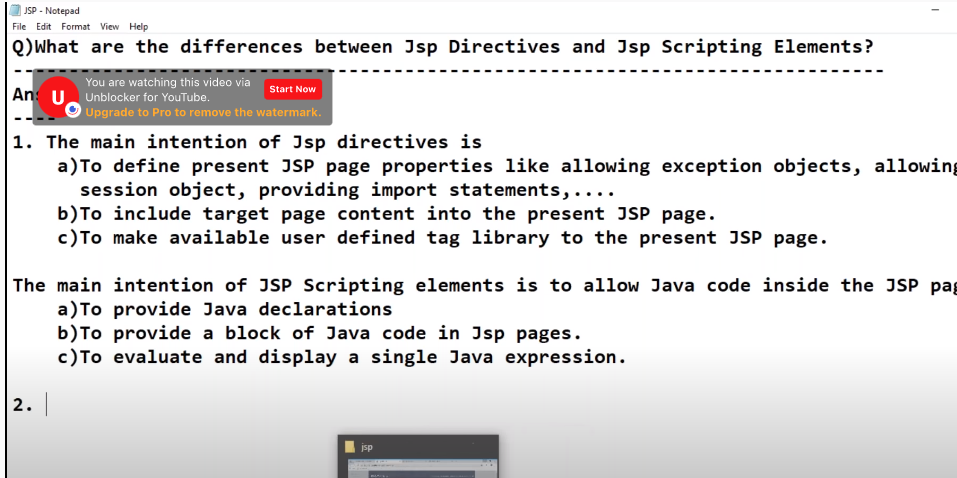 JSP - Notepad
File Edit Format View Help
Q)What are the differences between Jsp Directives and Jsp Scripting Elements?
-----------------------------------------------------------------------------
Ans
U
You are watching this video via
Unblocker for YouTube.
Start Now
Upgrade to Pro to remove the watermark.
----
1. The main intention of Jsp directives is
a)To define present JSP page properties like allowing exception objects, allowing
session object, providing import statements,....
b)To include target page content into the present JSP page.
c)To make available user defined tag library to the present JSP page.
The main intention of JSP Scripting elements is to allow Java code inside the JSP pag
a)To provide Java declarations
b)To provide a block of Java code in Jsp pages.
c)To evaluate and display a single Java expression.
2.
jsp